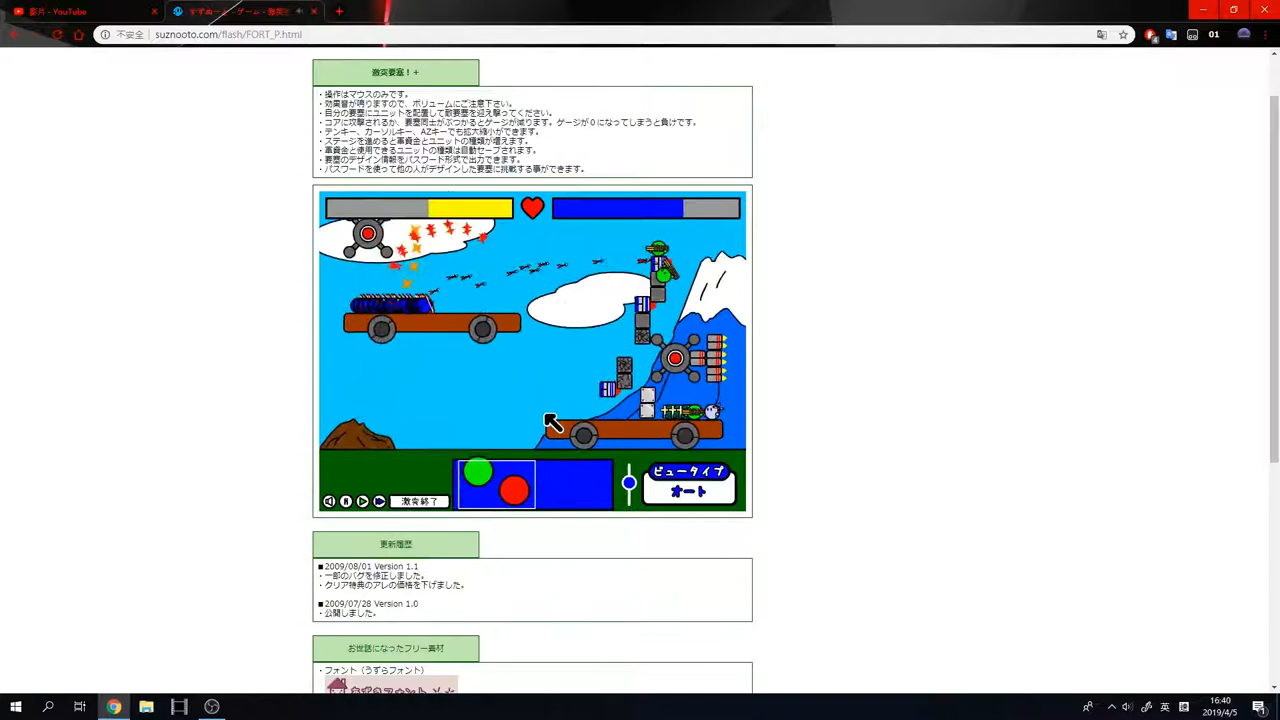 影片 - YouTube
すずぬーと - ゲーム - 激突
不安全
suznooto.com/flash/FORT_P.html
4
01
激突要塞！+
・操作はマウスのみです。
・効果音が鳴りますので、ボリュームにご注意下さい。
・自分の要塞にユニットを配置して敵要塞を迎え撃ってください。
・コアに攻撃されるか、要塞同士がぶつかるとゲージが減ります。ゲージが０になってしまうと負けです。
・テンキー、カーソルキー、AZキーでも拡大縮小ができます。
・ステージを進めると軍資金とユニットの種類が増えます。
・軍資金と使用できるユニットの種類は自動セーブされます。
・要塞のデザイン情報をパスワード形式で出力できます。
・パスワードを使って他の人がデザインした要塞に挑戦する事ができます。
激突終了
ビュータイプ
オート
更新履歴
■2009/08/01 Version 1.1
・一部のバグを修正しました。
・クリア特典のアレの価格を下げました。
■2009/07/28 Version 1.0
・公開しました。
お世話になったフリー素材
・フォント（うずらフォント）
16:40
英
2019/4/5